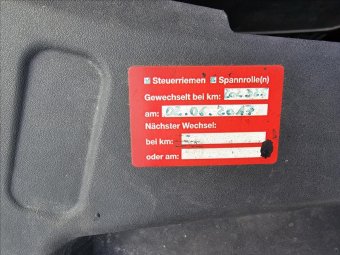 Steuerriemen Spannrolle(n)
Gewechselt bei km:
am:
Nächster Wechsel:
bei km:
oder am: